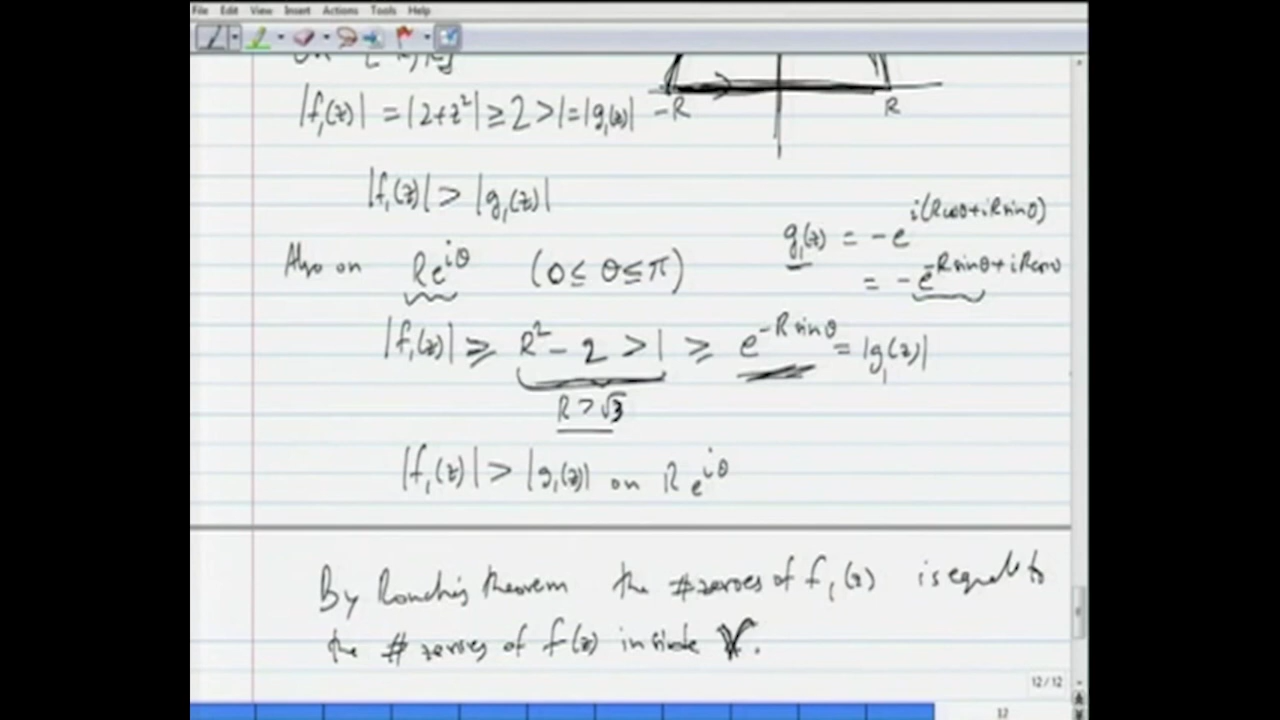 File Edit View Insert Actions Tools Help
|f₁(z)| = |2+z²| ≥ 2 > 1 = |g₁(z)|
-R R
|f₁(z)| > |g₁(z)|
g₁(z) = -e^{i(Rcosθ+iRsinθ)}
= -e^{-Rsinθ+iRcosθ}
Also on Re^{iθ} (0 ≤ θ ≤ π)
|f₁(z)| ≥ R² - 2 > 1 ≥ e^{-R sinθ} = |g₁(z)|
R > √3
|f₁(z)| > |g₁(z)| on R e^{iθ}
By Rouche's theorem the # zeroes of f₁(z) is equal to
the # zeroes of f(z) inside γ.
12/12
12